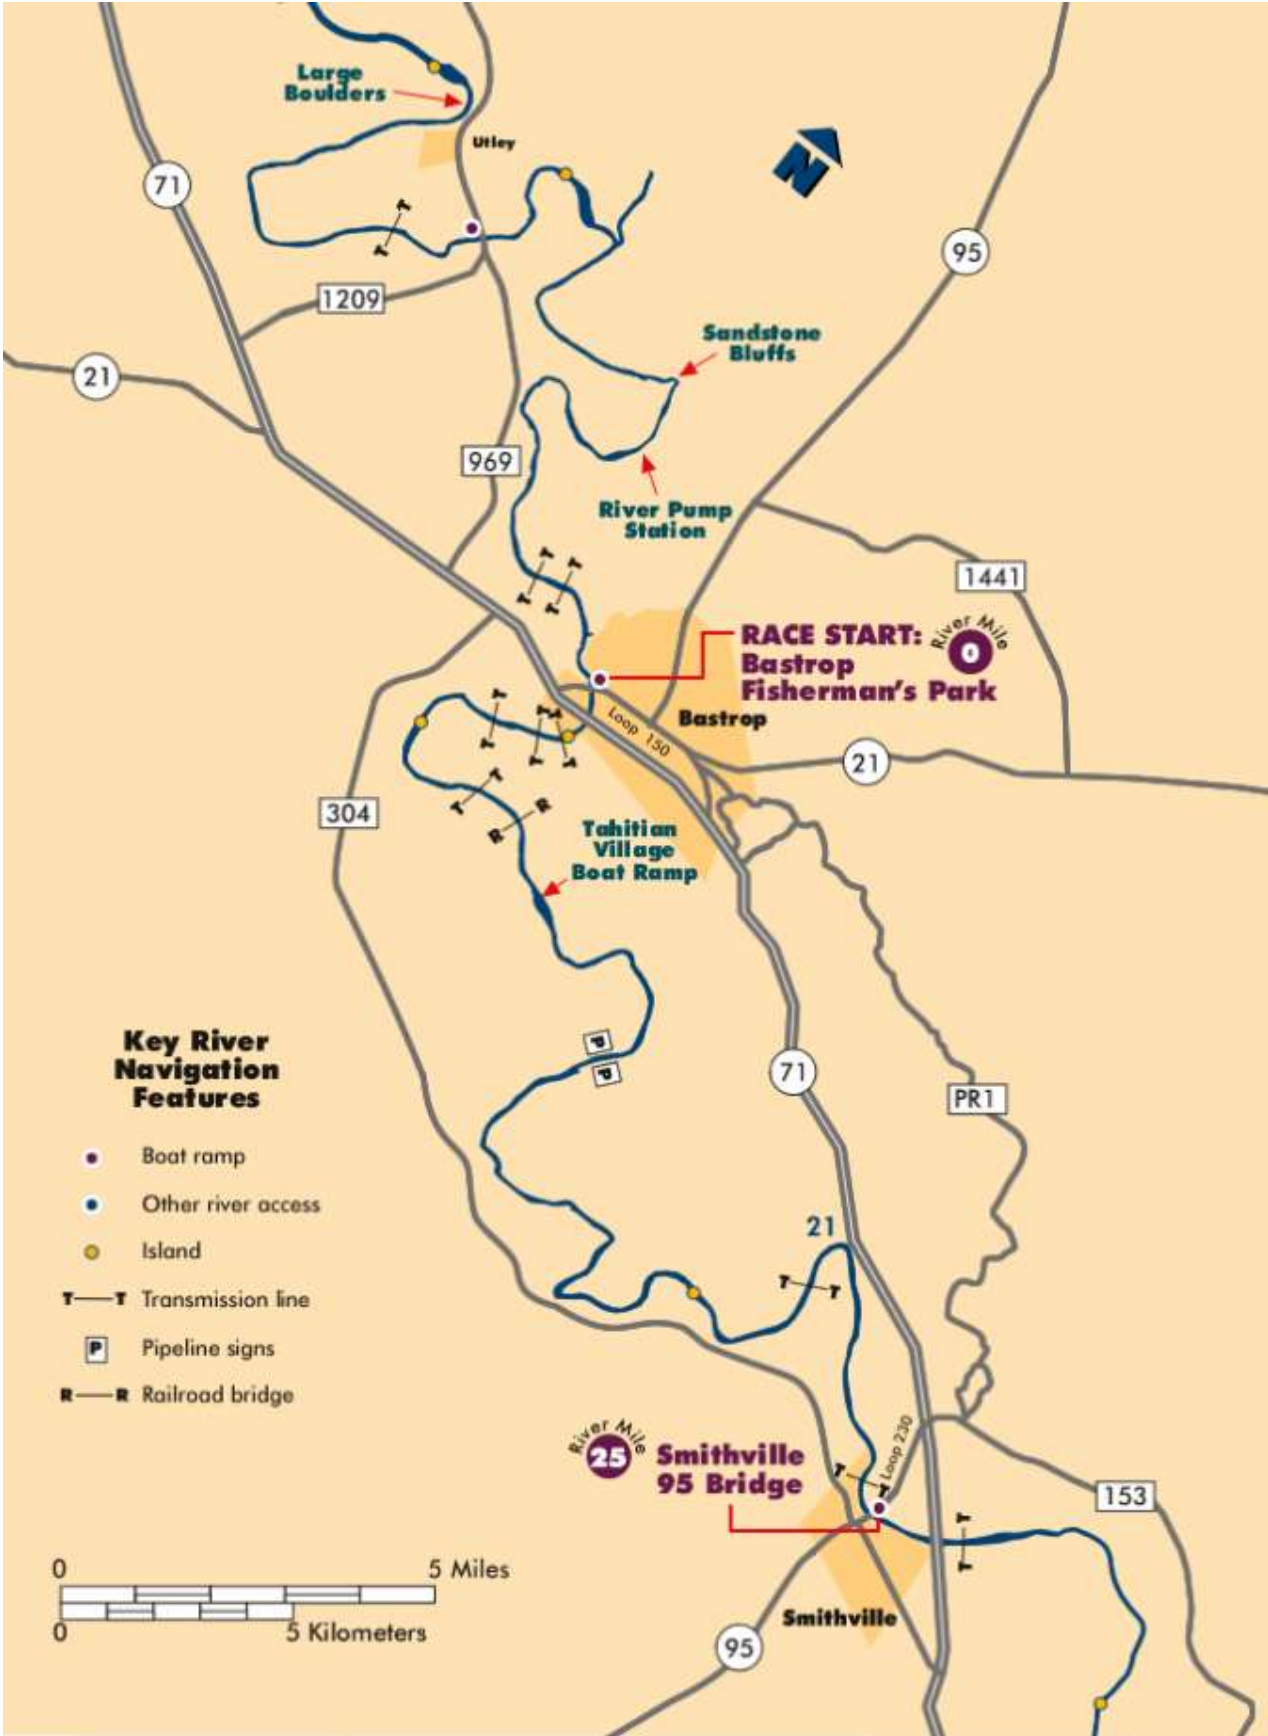 Large
Boulders
Utley
N
71
95
T
T
1209
Sandstone
Bluffs
21
969
River Pump
Station
1441
T
T
T
T
RACE START:
Bastrop
Fisherman's Park
River Mile
0
Bastrop
Loop 150
T
T
T
T
T
T
21
304
T
T
R
R
Tahitian
Village
Boat Ramp
P
P
71
PR1
Key River
Navigation
Features
Boat ramp
Other river access
Island
T T Transmission line
P Pipeline signs
R R Railroad bridge
21
T
T
River Mile
25
Smithville
95 Bridge
Loop 230
T
T
153
T
T
0 5 Miles
0 5 Kilometers
Smithville
95